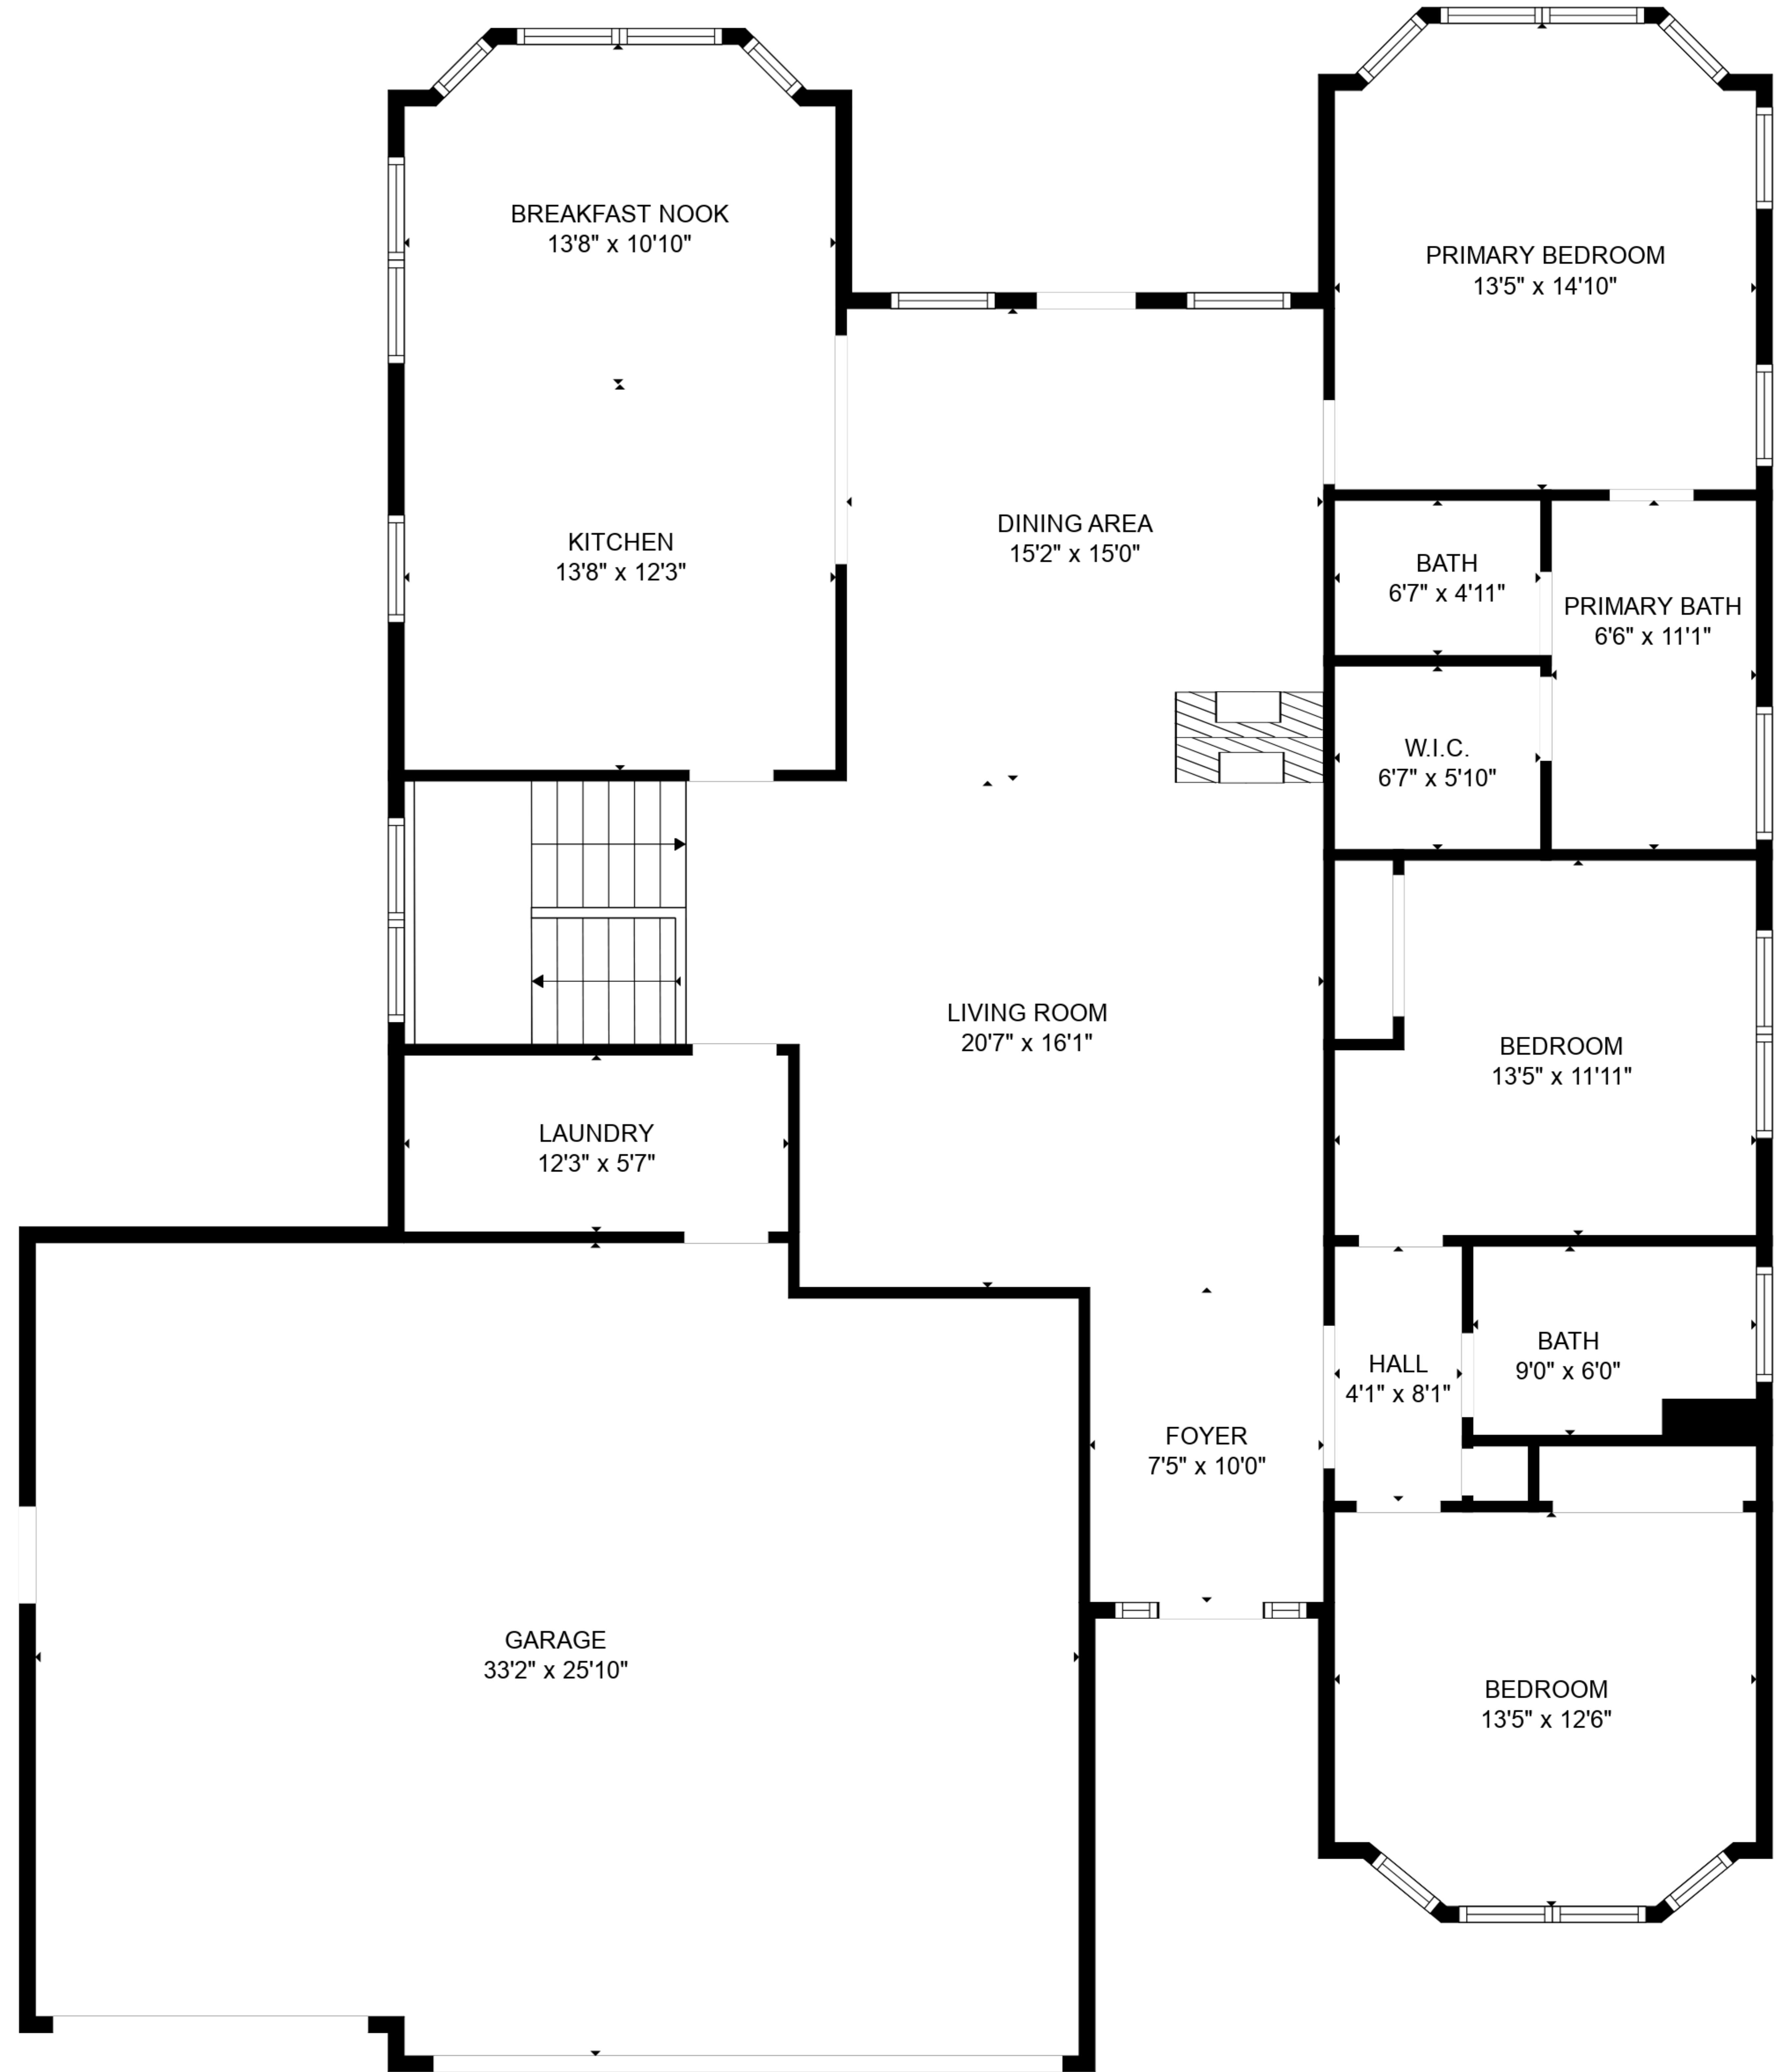 BREAKFAST NOOK
13'8" x 10'10"
PRIMARY BEDROOM
13'5" x 14'10"
KITCHEN
13'8" x 12'3"
DINING AREA
15'2" x 15'0"
BATH
6'7" x 4'11"
PRIMARY BATH
6'6" x 11'1"
W.I.C.
6'7" x 5'10"
LIVING ROOM
20'7" x 16'1"
BEDROOM
13'5" x 11'11"
LAUNDRY
12'3" x 5'7"
BATH
9'0" x 6'0"
HALL
4'1" x 8'1"
FOYER
7'5" x 10'0"
GARAGE
33'2" x 25'10"
BEDROOM
13'5" x 12'6"